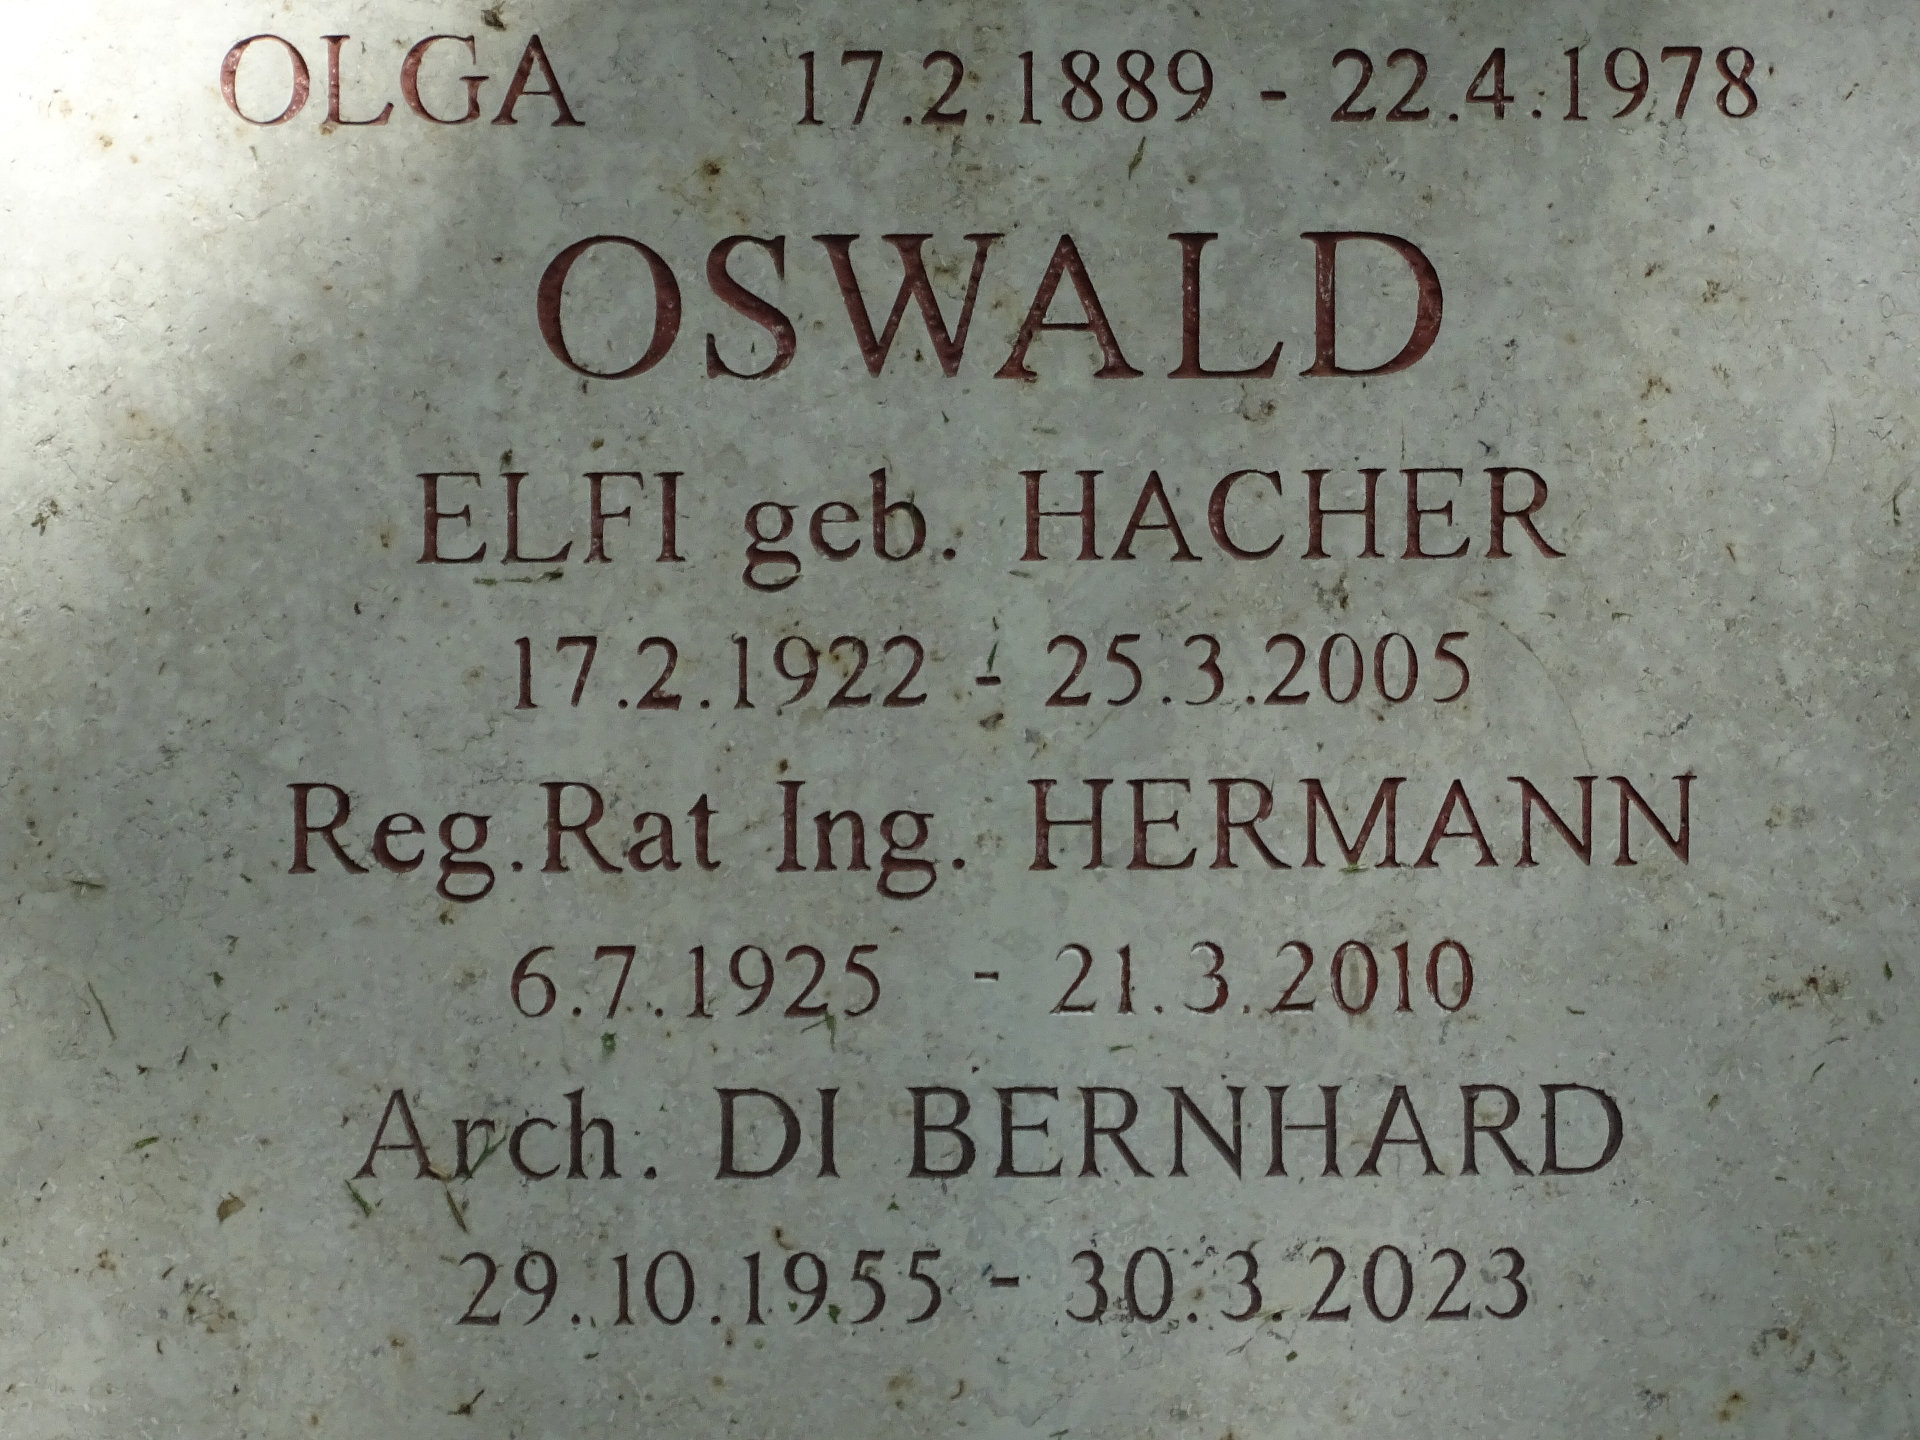 OLGA 17.2.1889 - 22.4.1978
OSWALD
ELFI geb. HACHER
17.2.1922 - 25.3.2005
Reg.Rat Ing. HERMANN
6.7.1925 - 21.3.2010
Arch. DI BERNHARD
29.10.1955 - 30.3.2023